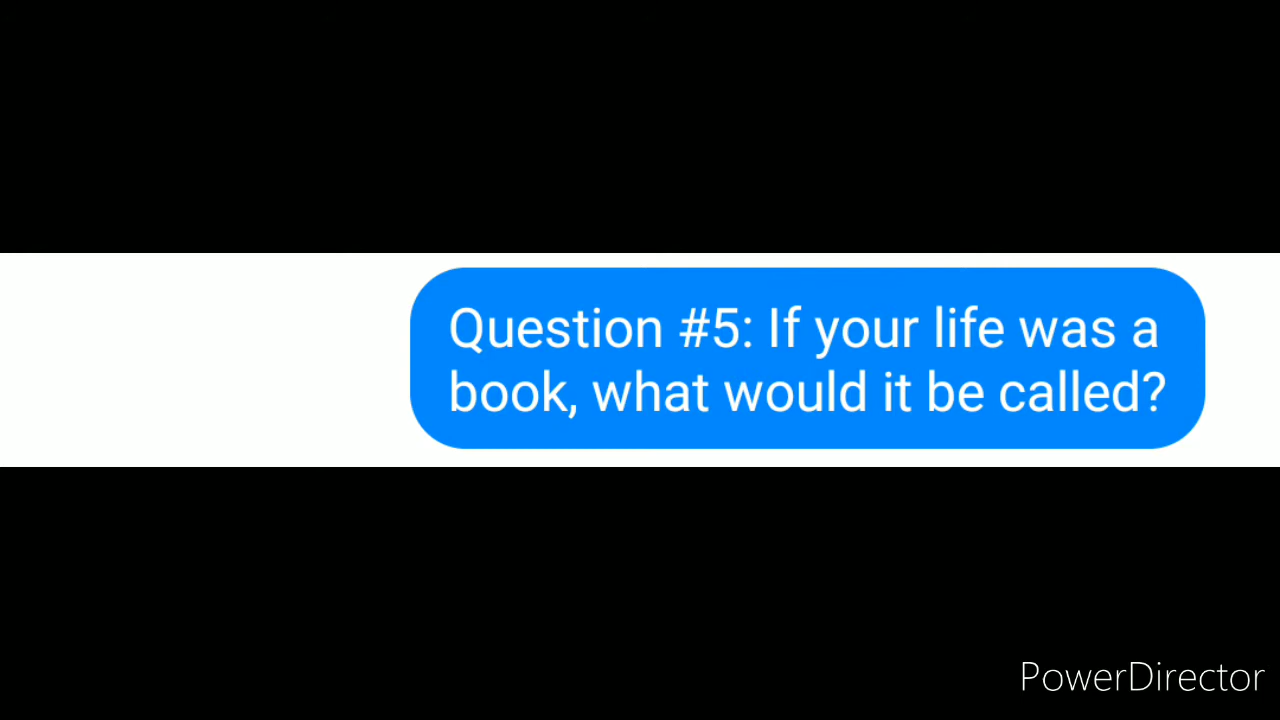 Question #5: If your life was a
book, what would it be called?
PowerDirector